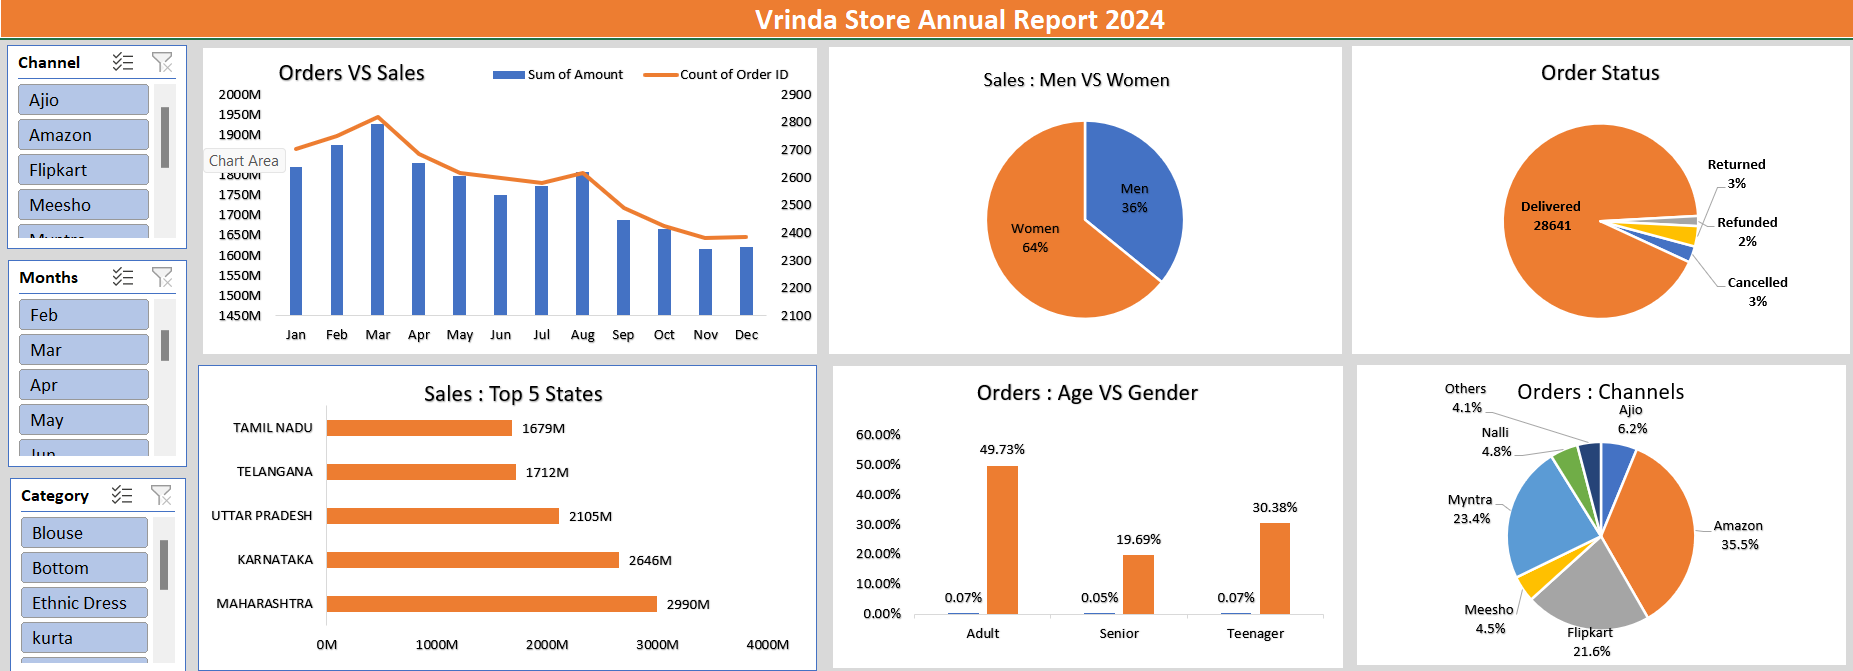 Vrinda Store Annual Report 2024
Channel
Ajio
Amazon
Flipkart
Meesho
Myntra
Months
Feb
Mar
Apr
May
Jun
Category
Blouse
Bottom
Ethnic Dress
kurta
Orders VS Sales
Sum of Amount
Count of Order ID
2000M
1950M
1900M
Chart Area
1800M
1750M
1700M
1650M
1600M
1550M
1500M
1450M
2900
2800
2700
2600
2500
2400
2300
2200
2100
Jan Feb Mar Apr May Jun Jul Aug Sep Oct Nov Dec
Sales : Men VS Women
Men
36%
Women
64%
Order Status
Delivered
28641
Returned
3%
Refunded
2%
Cancelled
3%
Sales : Top 5 States
TAMIL NADU 1679M
TELANGANA 1712M
UTTAR PRADESH 2105M
KARNATAKA 2646M
MAHARASHTRA 2990M
0M 1000M 2000M 3000M 4000M
Orders : Age VS Gender
60.00%
50.00%
40.00%
30.00%
20.00%
10.00%
0.00%
0.07% 49.73%
0.05% 19.69%
0.07% 30.38%
Adult Senior Teenager
Orders : Channels
Others
4.1%
Ajio
6.2%
Nalli
4.8%
Myntra
23.4%
Amazon
35.5%
Meesho
4.5%
Flipkart
21.6%